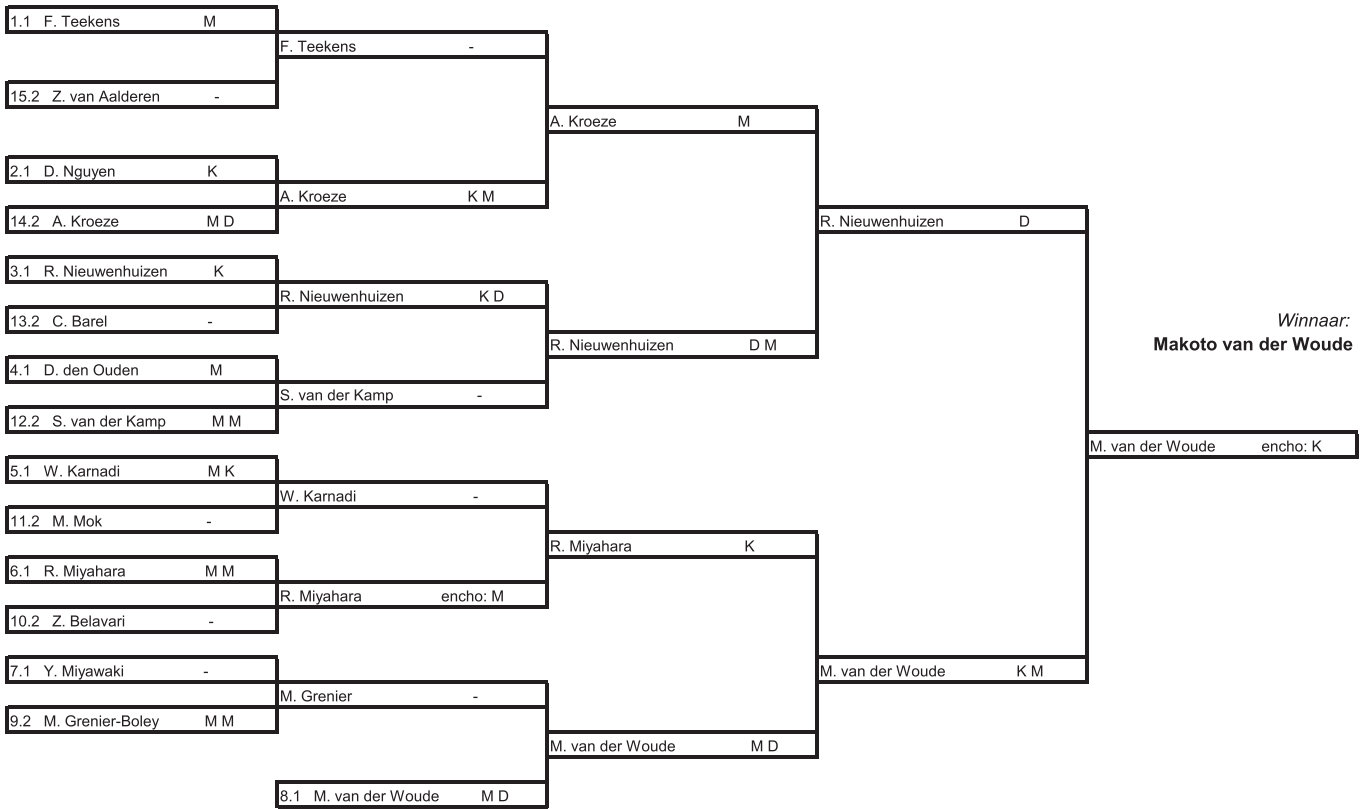 1.1 F. Teekens M
F. Teekens -
15.2 Z. van Aalderen -
A. Kroeze M
2.1 D. Nguyen K
A. Kroeze K M
14.2 A. Kroeze M D
R. Nieuwenhuizen D
3.1 R. Nieuwenhuizen K
R. Nieuwenhuizen K D
13.2 C. Barel -
Winnaar:
Makoto van der Woude
R. Nieuwenhuizen D M
4.1 D. den Ouden M
S. van der Kamp -
12.2 S. van der Kamp M M
M. van der Woude encho: K
5.1 W. Karnadi M K
W. Karnadi -
11.2 M. Mok -
R. Miyahara K
6.1 R. Miyahara M M
R. Miyahara encho: M
10.2 Z. Belavari -
7.1 Y. Miyawaki -
M. van der Woude K M
M. Grenier -
9.2 M. Grenier-Boley M M
M. van der Woude M D
8.1 M. van der Woude M D